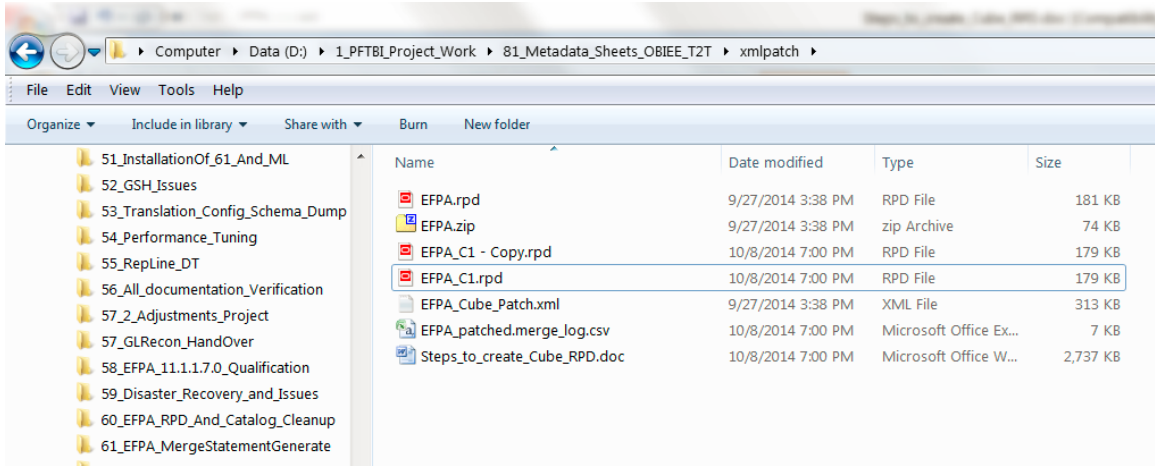 Steps_to_create_Cube_RPD.doc [Compatibili
Computer Data (D:) 1_PFTBI_Project_Work 81_Metadata_Sheets_OBIEE_T2T xmlpatch
File Edit View Tools Help
Organize Include in library Share with Burn New folder
51_InstallationOf_61_And_ML
52_GSH_Issues
53_Translation_Config_Schema_Dump
54_Performance_Tuning
55_RepLine_DT
56_All_documentation_Verification
57_2_Adjustments_Project
57_GLRecon_HandOver
58_EFPA_11.1.1.7.0_Qualification
59_Disaster_Recovery_and_Issues
60_EFPA_RPD_And_Catalog_Cleanup
61_EFPA_MergeStatementGenerate
Name Date modified Type Size
EFPA.rpd 9/27/2014 3:38 PM RPD File 181 KB
EFPA.zip 9/27/2014 3:38 PM zip Archive 74 KB
EFPA_C1 - Copy.rpd 10/8/2014 7:00 PM RPD File 179 KB
EFPA_C1.rpd 10/8/2014 7:00 PM RPD File 179 KB
EFPA_Cube_Patch.xml 9/27/2014 3:38 PM XML File 313 KB
EFPA_patched.merge_log.csv 10/8/2014 7:00 PM Microsoft Office Ex... 7 KB
Steps_to_create_Cube_RPD.doc 10/8/2014 7:00 PM Microsoft Office W... 2,737 KB